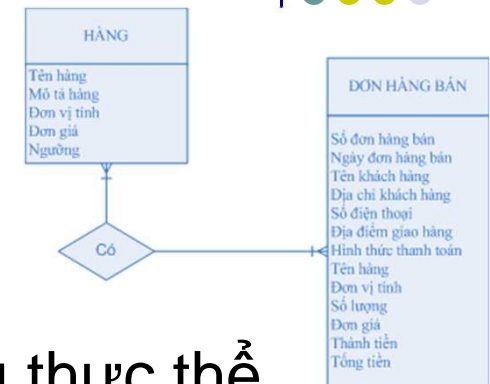 HÀNG
Tên hàng
Mô tả hàng
Đơn vị tính
Đơn giá
Ngưỡng
Có
ĐƠN HÀNG BÁN
Số đơn hàng bán
Ngày đơn hàng bán
Tên khách hàng
Địa chỉ khách hàng
Số điện thoại
Địa điểm giao hàng
Hình thức thanh toán
Tên hàng
Đơn vị tính
Số lượng
Đơn giá
Thành tiền
Tổng tiền
thực thể